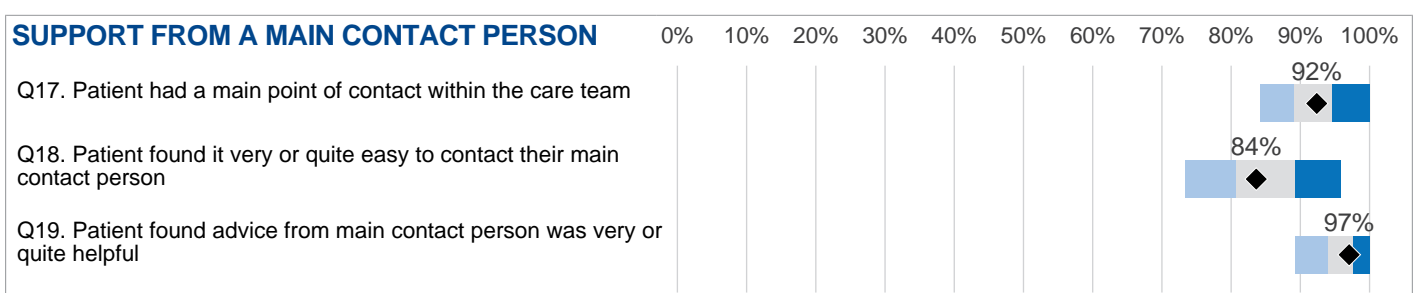 SUPPORT FROM A MAIN CONTACT PERSON 0% 10% 20% 30% 40% 50% 60% 70% 80% 90% 100%
92%
Q17. Patient had a main point of contact within the care team
84%
Q18. Patient found it very or quite easy to contact their main
contact person
97%
Q19. Patient found advice from main contact person was very or
quite helpful